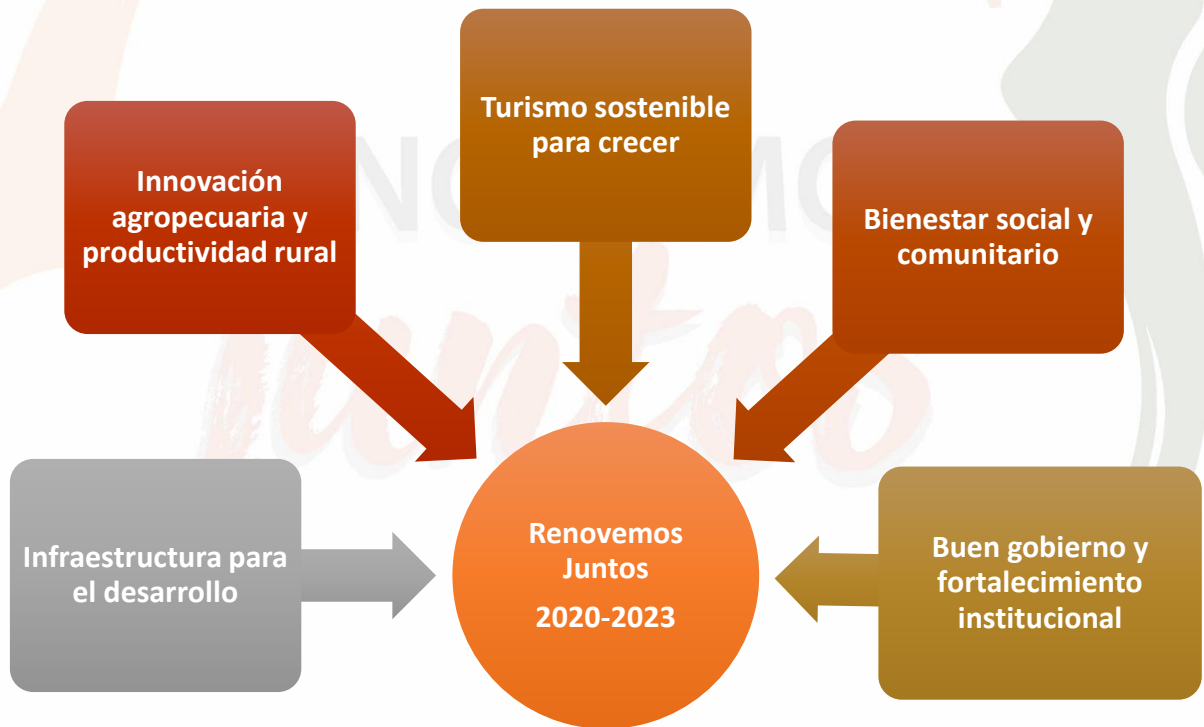 Turismo sostenible
para crecer
Innovación
agropecuaria y
productividad rural
Bienestar social y
comunitario
Infraestructura para
el desarrollo
Renovemos
Juntos
2020-2023
Buen gobierno y
fortalecimiento
institucional
Juntos